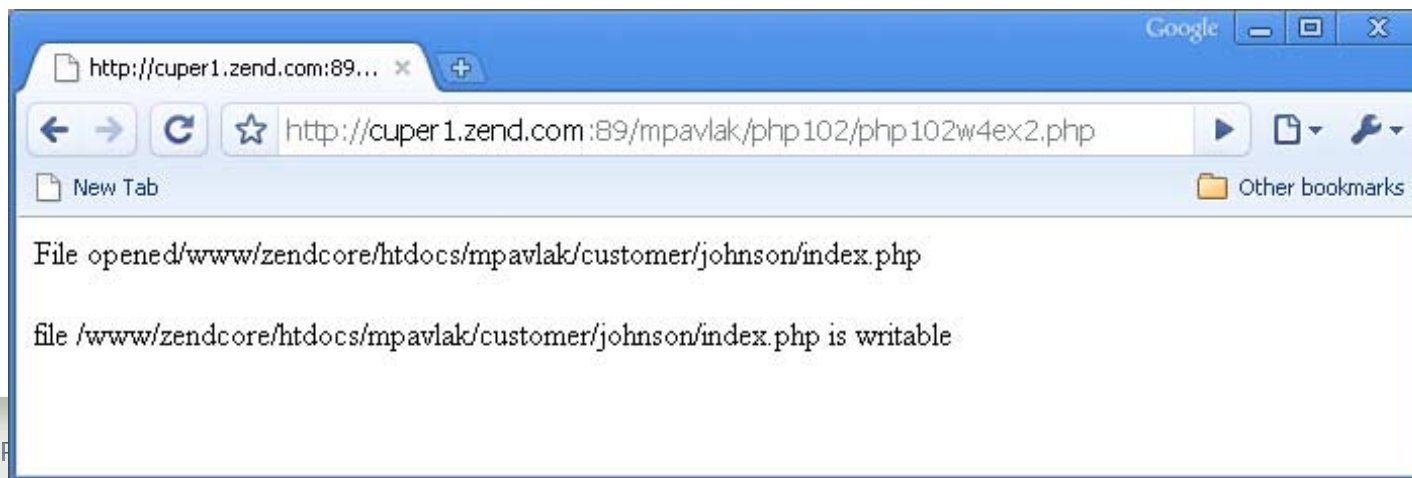 Google
http://cuper1.zend.com:89...
http://cuper1.zend.com:89/mpavlak/php102/php102w4ex2.php
New Tab
Other bookmarks
File opened/www/zendcore/htdocs/mpavlak/customer/johnson/index.php
file /www/zendcore/htdocs/mpavlak/customer/johnson/index.php is writable